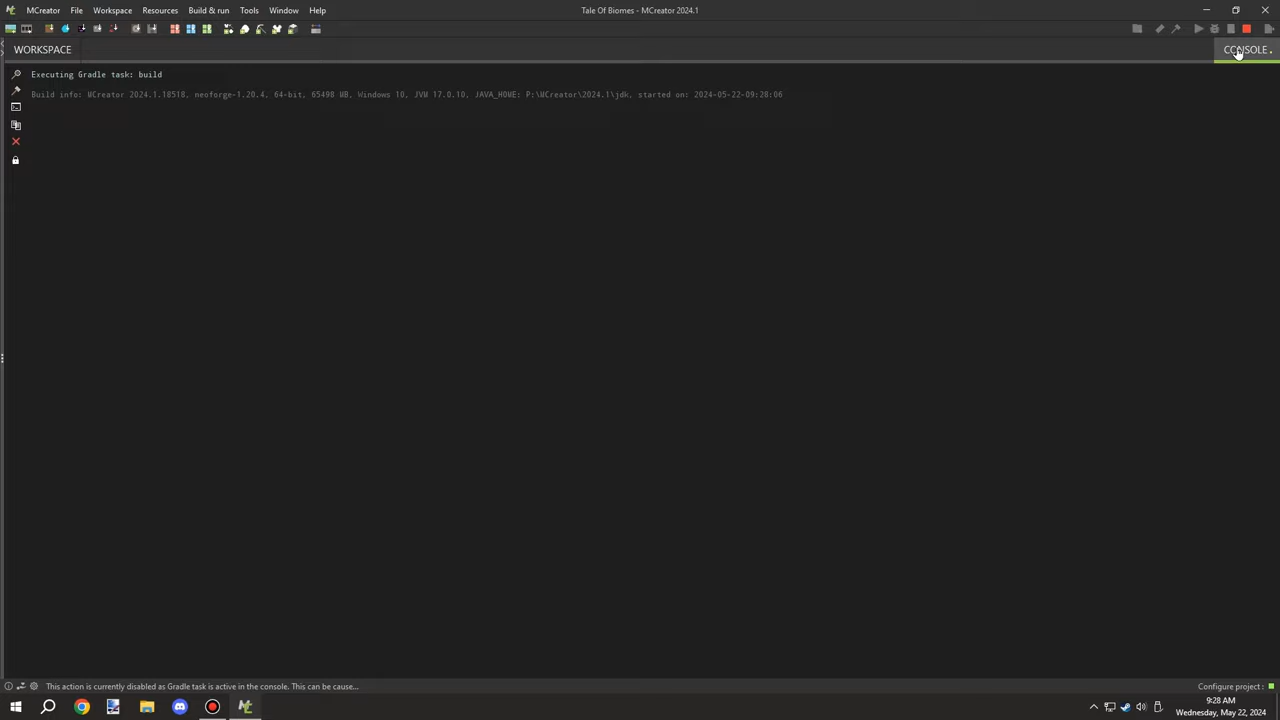 MCreator File Workspace Resources Build & run Tools Window Help
Tale Of Biomes - MCreator 2024.1
WORKSPACE
CONSOLE
Executing Gradle task: build
Build info: MCreator 2024.1.18518, neoforge-1.20.4, 64-bit, 65498 MB, Windows 10, JVM 17.0.10, JAVA_HOME: P:\MCreator\2024.1\jdk, started on: 2024-05-22-09:28:06
This action is currently disabled as Gradle task is active in the console. This can be cause...
Configure project :
9:28 AM
Wednesday, May 22, 2024